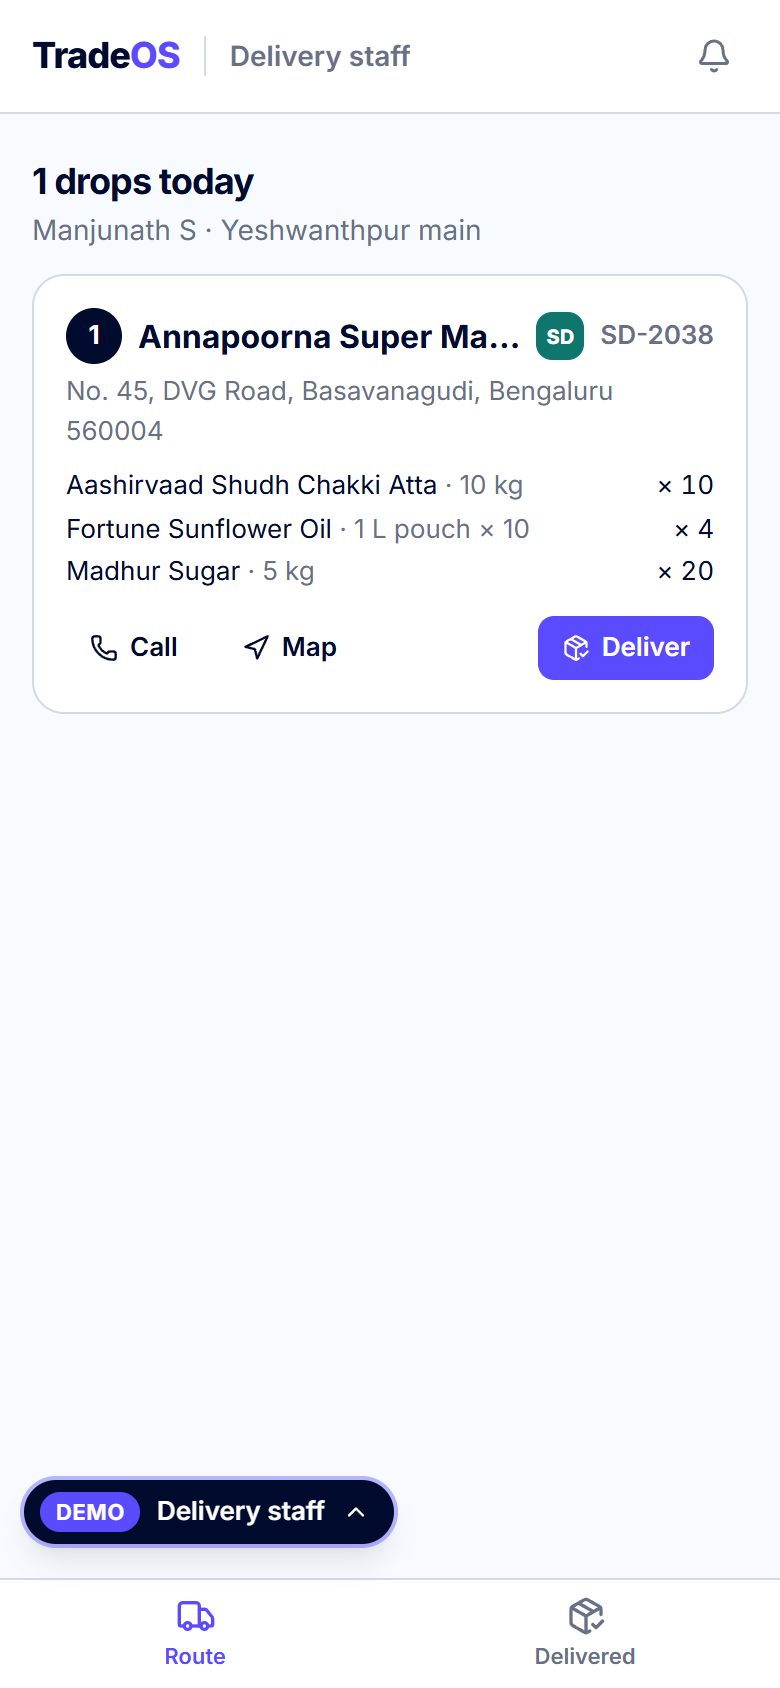 TradeOS Delivery staff
1 drops today
Manjunath S · Yeshwanthpur main
1 Annapoorna Super Ma... SD SD-2038
No. 45, DVG Road, Basavanagudi, Bengaluru
560004
Aashirvaad Shudh Chakki Atta · 10 kg × 10
Fortune Sunflower Oil · 1 L pouch × 10 × 4
Madhur Sugar · 5 kg × 20
Call Map Deliver
DEMO Delivery staff
Route Delivered